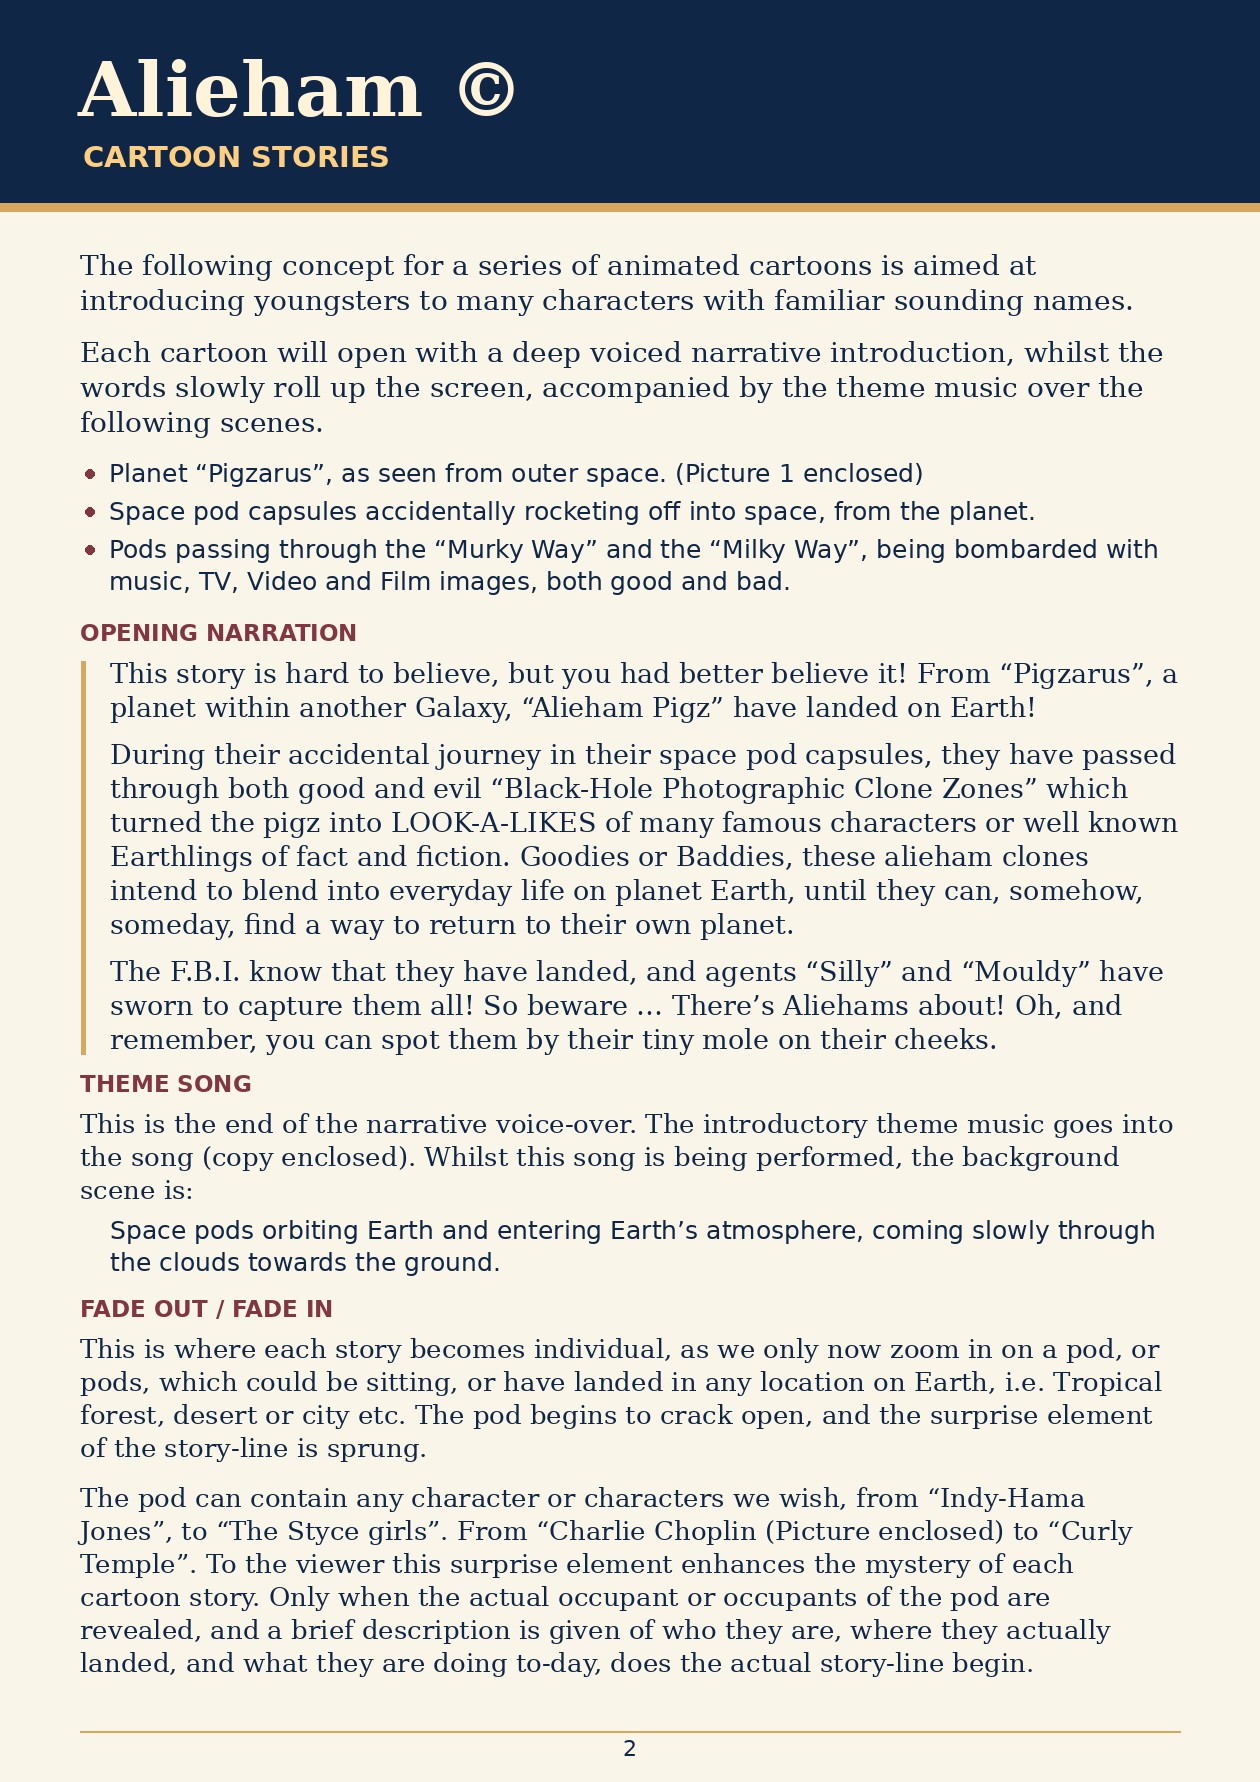 Alieham ©
CARTOON STORIES
The following concept for a series of animated cartoons is aimed at
introducing youngsters to many characters with familiar sounding names.
Each cartoon will open with a deep voiced narrative introduction, whilst the
words slowly roll up the screen, accompanied by the theme music over the
following scenes.
• Planet “Pigzarus”, as seen from outer space. (Picture 1 enclosed)
• Space pod capsules accidentally rocketing off into space, from the planet.
• Pods passing through the “Murky Way” and the “Milky Way”, being bombarded with
music, TV, Video and Film images, both good and bad.
OPENING NARRATION
This story is hard to believe, but you had better believe it! From “Pigzarus”, a
planet within another Galaxy, “Alieham Pigz” have landed on Earth!
During their accidental journey in their space pod capsules, they have passed
through both good and evil “Black-Hole Photographic Clone Zones” which
turned the pigz into LOOK-A-LIKES of many famous characters or well known
Earthlings of fact and fiction. Goodies or Baddies, these alieham clones
intend to blend into everyday life on planet Earth, until they can, somehow,
someday, find a way to return to their own planet.
The F.B.I. know that they have landed, and agents “Silly” and “Mouldy” have
sworn to capture them all! So beware ... There’s Aliehams about! Oh, and
remember, you can spot them by their tiny mole on their cheeks.
THEME SONG
This is the end of the narrative voice-over. The introductory theme music goes into
the song (copy enclosed). Whilst this song is being performed, the background
scene is:
Space pods orbiting Earth and entering Earth’s atmosphere, coming slowly through
the clouds towards the ground.
FADE OUT / FADE IN
This is where each story becomes individual, as we only now zoom in on a pod, or
pods, which could be sitting, or have landed in any location on Earth, i.e. Tropical
forest, desert or city etc. The pod begins to crack open, and the surprise element
of the story-line is sprung.
The pod can contain any character or characters we wish, from “Indy-Hama
Jones”, to “The Styce girls”. From “Charlie Choplin (Picture enclosed) to “Curly
Temple”. To the viewer this surprise element enhances the mystery of each
cartoon story. Only when the actual occupant or occupants of the pod are
revealed, and a brief description is given of who they are, where they actually
landed, and what they are doing to-day, does the actual story-line begin.
2